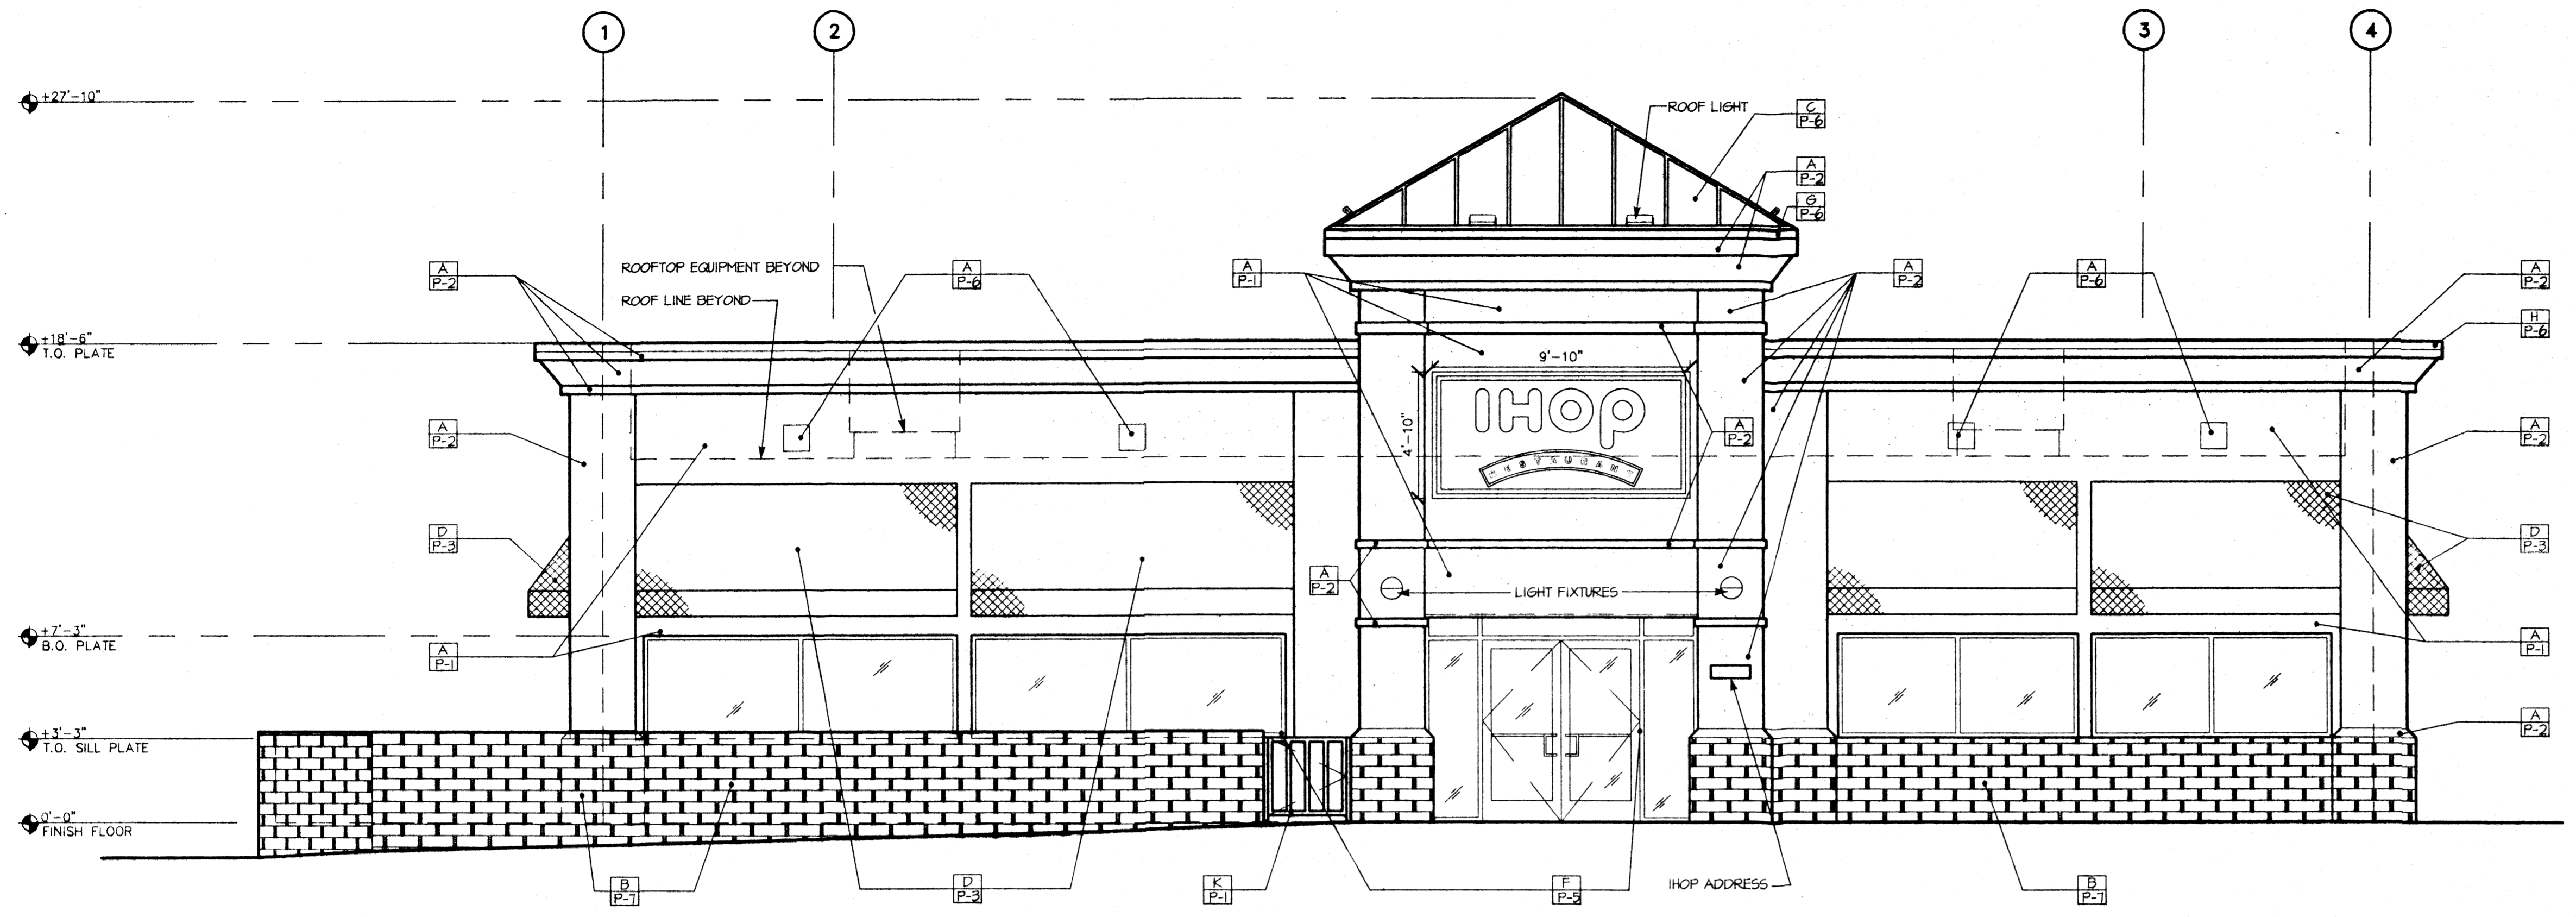 1
2
3
4
+27'-10"
ROOF LIGHT
C
P-6
A
P-2
G
P-6
A
P-2
ROOFTOP EQUIPMENT BEYOND
ROOF LINE BEYOND
A
P-6
A
P-1
A
P-2
A
P-6
A
P-2
H
P-6
+18'-6"
T.O. PLATE
9'-10"
4'-10"
IHOP
RESTAURANT
A
P-2
A
P-2
A
P-2
D
P-3
D
P-3
A
P-2
LIGHT FIXTURES
+7'-3"
B.O. PLATE
A
P-1
A
P-1
+3'-3"
T.O. SILL PLATE
A
P-2
0'-0"
FINISH FLOOR
B
P-7
D
P-3
K
P-1
F
P-5
IHOP ADDRESS
B
P-7